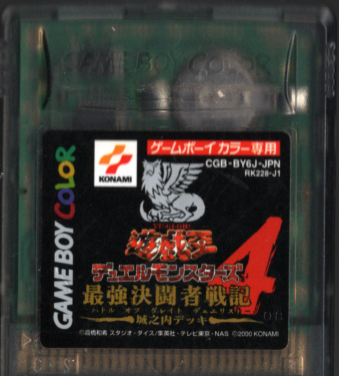 GAME BOY COLOR
ゲームボーイカラー専用
CGB-BY6J-JPN
RK228-J1
KONAMI
GAME BOY COLOR
遊戯王
デュエルモンスターズ4
最強決闘者戦記
バトル オブ グレイト デュエリスト
城之内デッキ
©高橋和希 スタジオ・ダイス/集英社・テレビ東京・NAS ©2000 KONAMI